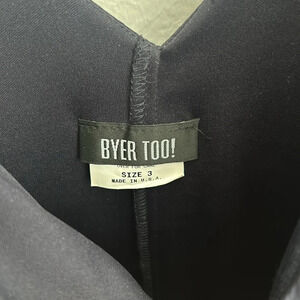 BYER TOO!
SIZE 3
MADE IN U.S.A.